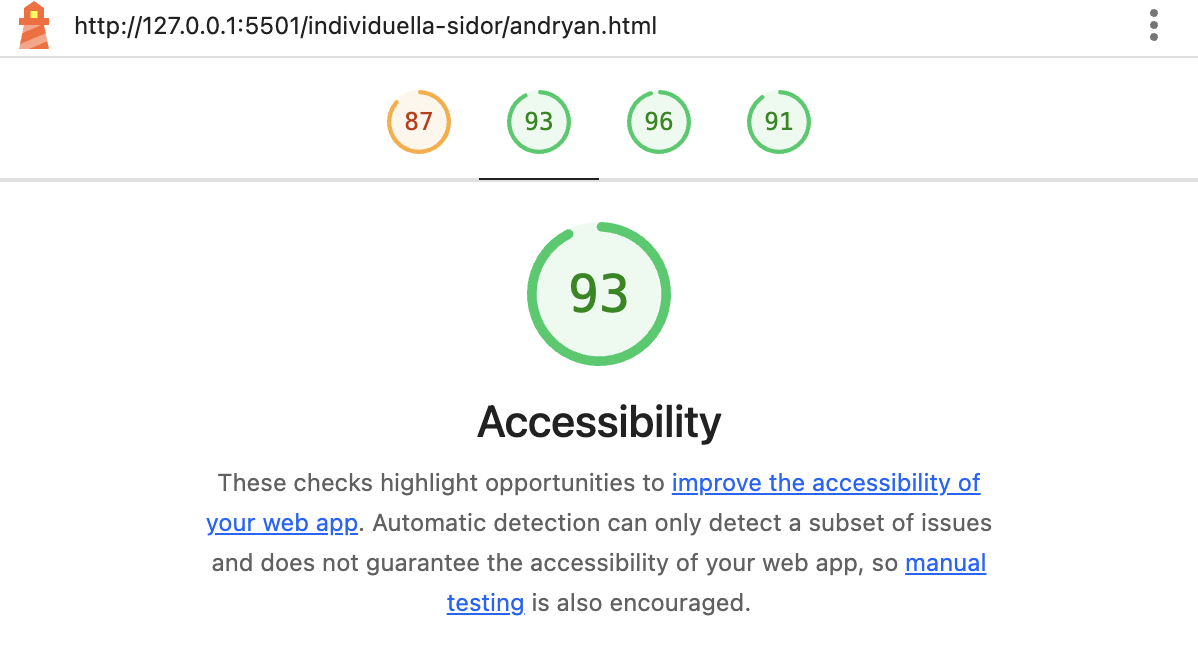 http://127.0.0.1:5501/individuella-sidor/andryan.html
87 93 96 91
93
Accessibility
These checks highlight opportunities to improve the accessibility of
your web app. Automatic detection can only detect a subset of issues
and does not guarantee the accessibility of your web app, so manual
testing is also encouraged.